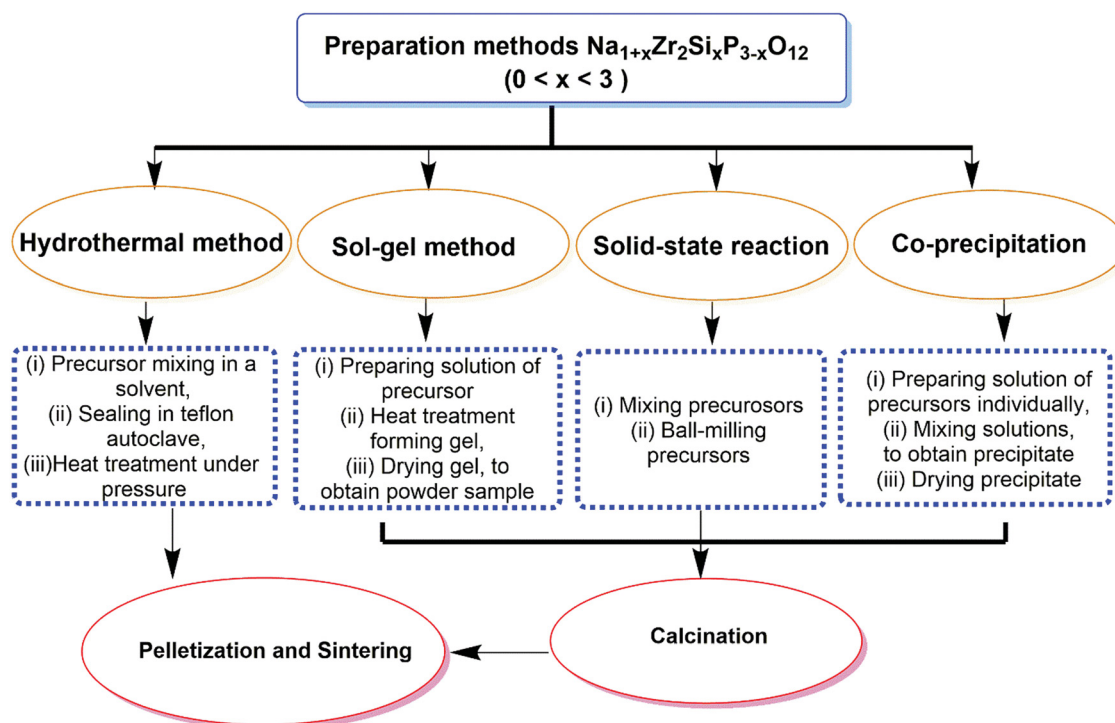 Preparation methods Na₁₊ₓZr₂SiₓP₃₋ₓO₁₂
(0 < x < 3 )
Hydrothermal method
Sol-gel method
Solid-state reaction
Co-precipitation
(i) Precursor mixing in a
solvent,
(ii) Sealing in teflon
autoclave,
(iii)Heat treatment under
pressure
(i) Preparing solution of
precursor
(ii) Heat treatment
forming gel,
(iii) Drying gel, to
obtain powder sample
(i) Mixing precurosors
(ii) Ball-milling
precursors
(i) Preparing solution of
precursors individually,
(ii) Mixing solutions,
to obtain precipitate
(iii) Drying precipitate
Pelletization and Sintering
Calcination